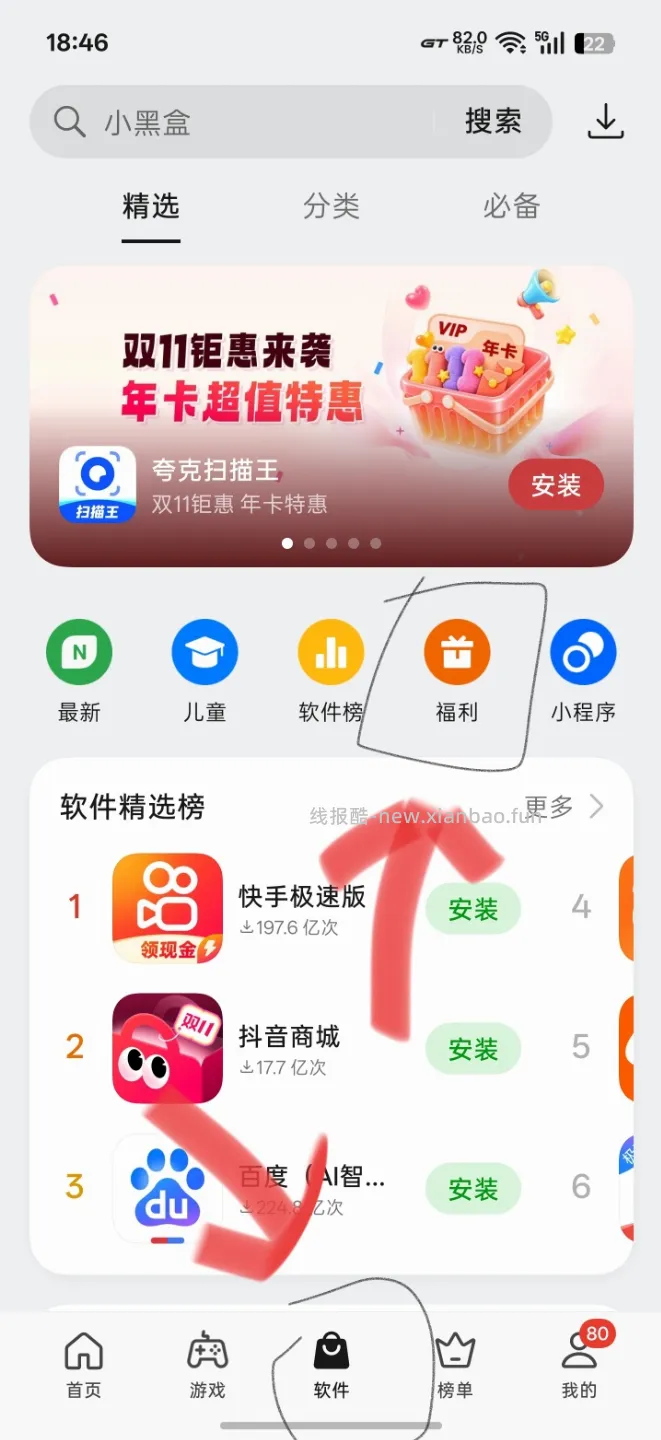 18:46
GT 82.0 KB/S 5G 22
小黑盒 搜索
精选 分类 必备
VIP
年卡
双11钜惠来袭
年卡超值特惠
夸克扫描王
双11钜惠 年卡特惠
安装
扫描王
N
最新 儿童 软件榜 福利 小程序
软件精选榜 更多
线报酷-new.xianbao.fun
1 快手极速版 安装 4
197.6 亿次
领现金
双11
2 抖音商城 安装 5
17.7 亿次
3 百度（AI智... 安装 6
du
224.8亿次
80
首页 游戏 软件 榜单 我的